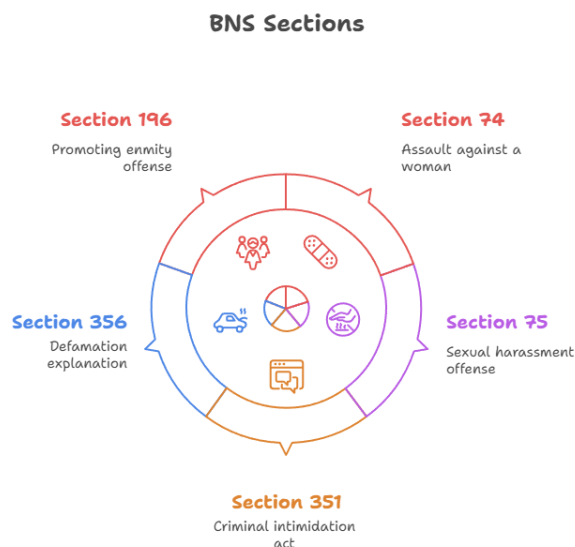 BNS Sections
Section 196
Promoting enmity
offense
Section 74
Assault against a
woman
Section 356
Defamation
explanation
Section 75
Sexual harassment
offense
Section 351
Criminal intimidation
act